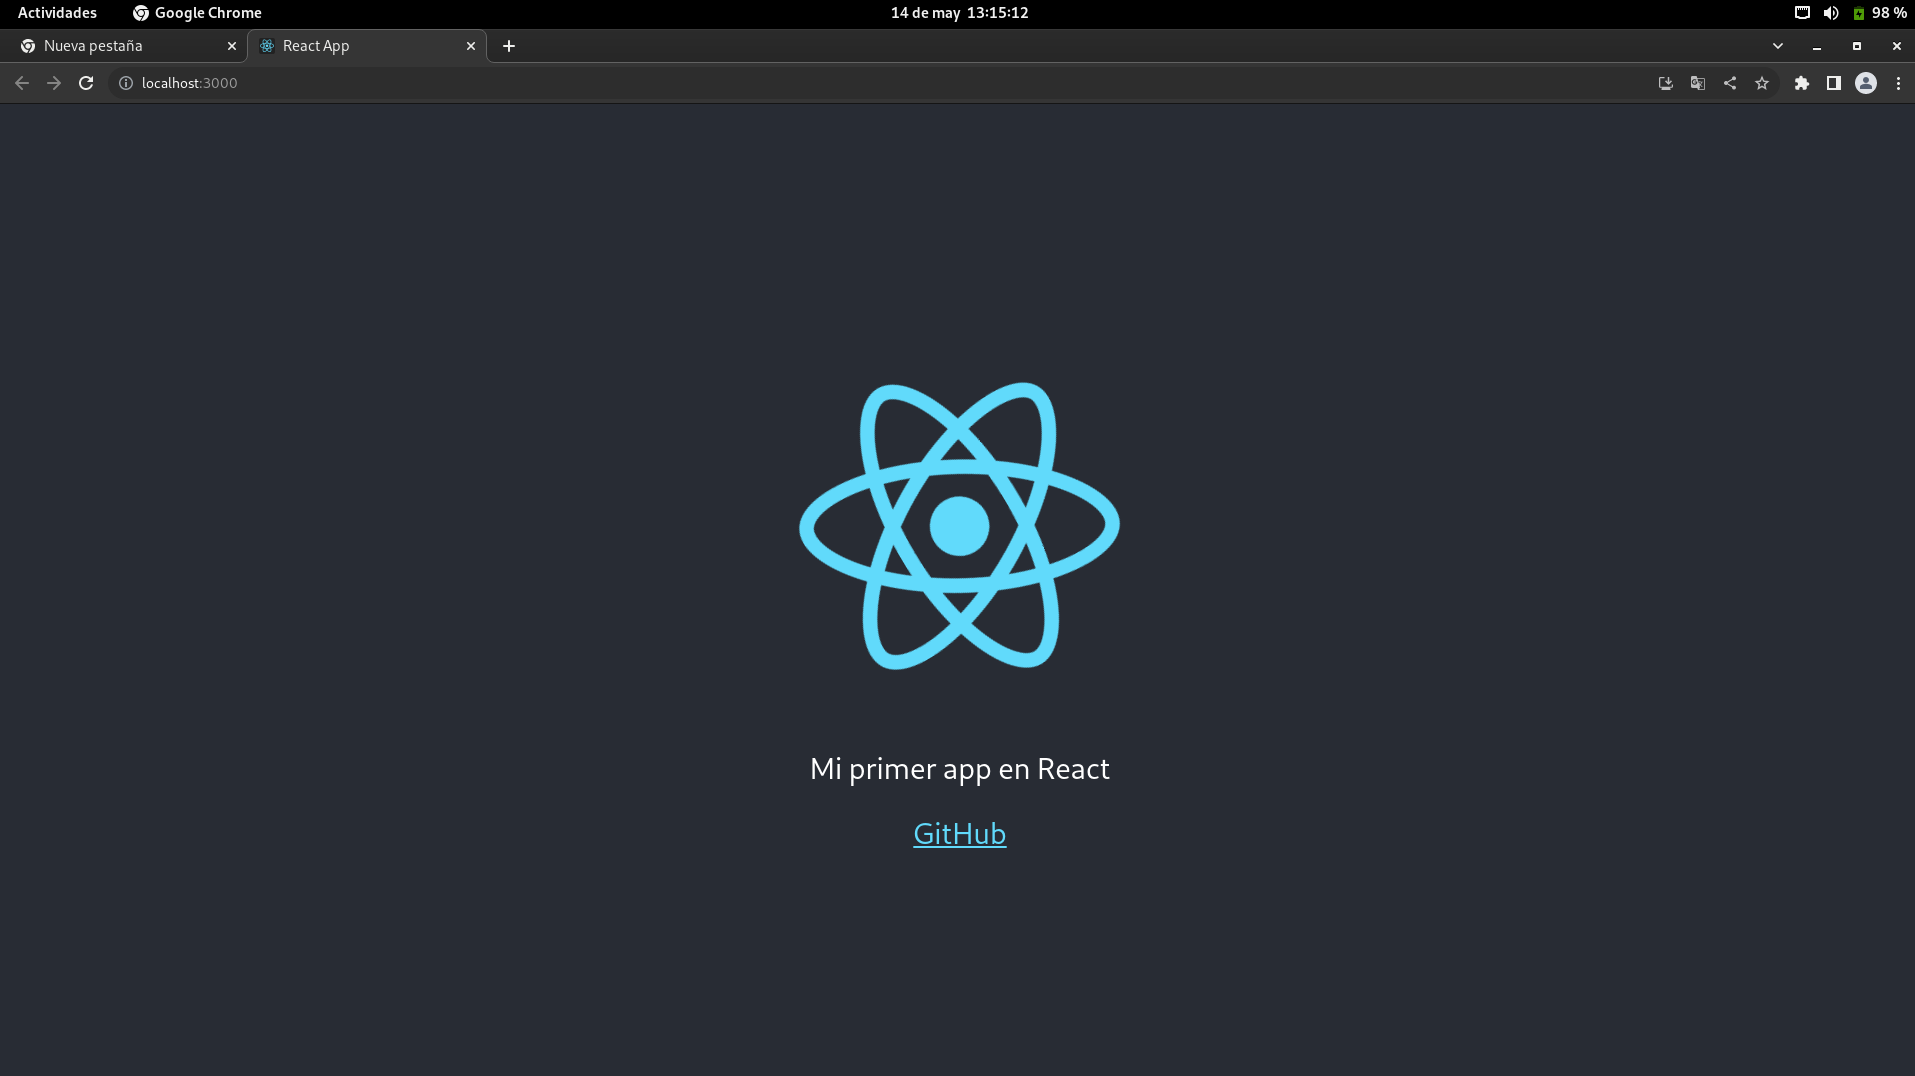 Actividades Google Chrome 14 de may 13:15:12 98 %
Nueva pestaña React App
localhost:3000
Mi primer app en React
GitHub